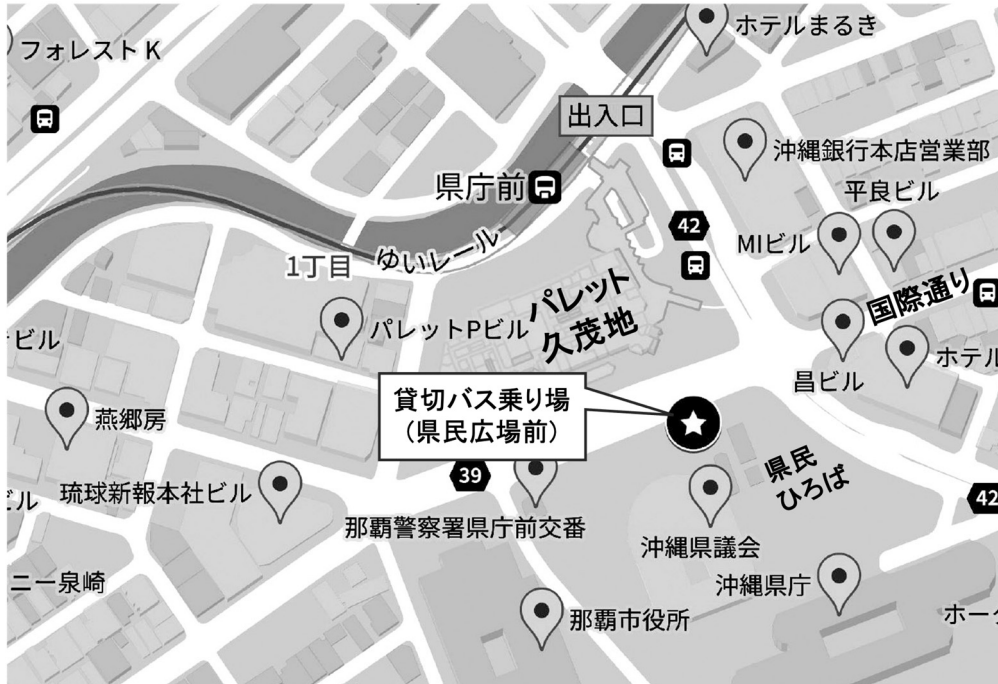 ホテルまるき
フォレストK
出入口
沖縄銀行本店営業部
県庁前
平良ビル
42
MIビル
ゆいレール
1丁目
国際通り
パレット
久茂地
パレットPビル
ビル
ホテル
昌ビル
貸切バス乗り場
(県民広場前)
燕郷房
県民
ひろば
39
琉球新報本社ビル
ビル
42
那覇警察署県庁前交番
沖縄県議会
沖縄県庁
ニー泉崎
那覇市役所
ホー